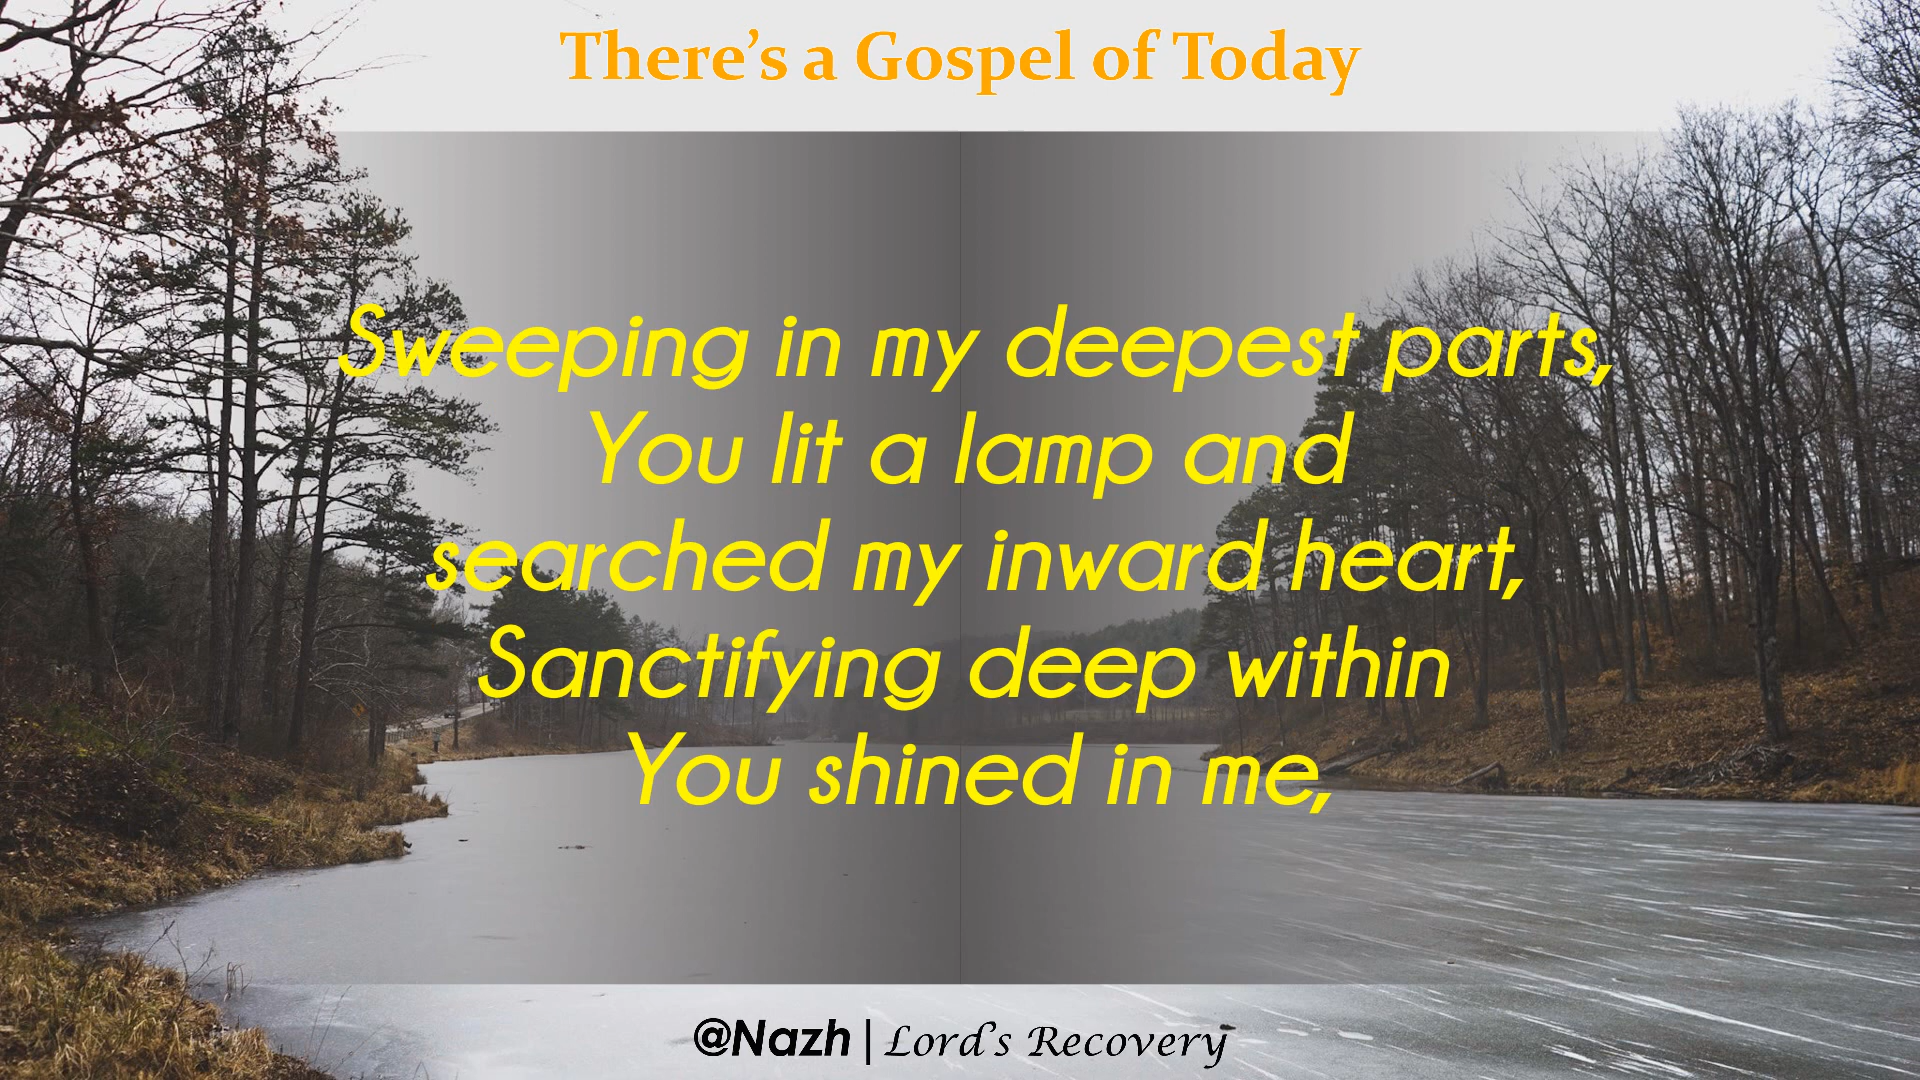 There’s a Gospel of Today
Sweeping in my deepest parts,
You lit a lamp and
searched my inward heart,
Sanctifying deep within
You shined in me,
@Nazh | Lord’s Recovery